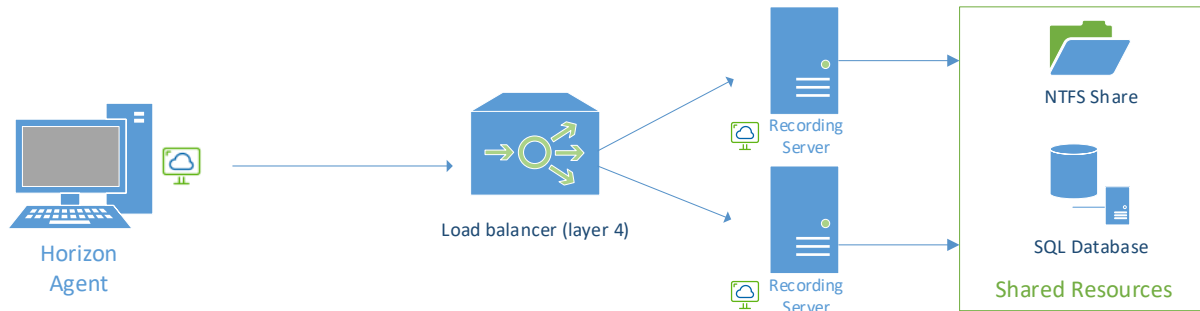 Horizon
Agent
Load balancer (layer 4)
Recording
Server
Recording
Server
NTFS Share
SQL Database
Shared Resources